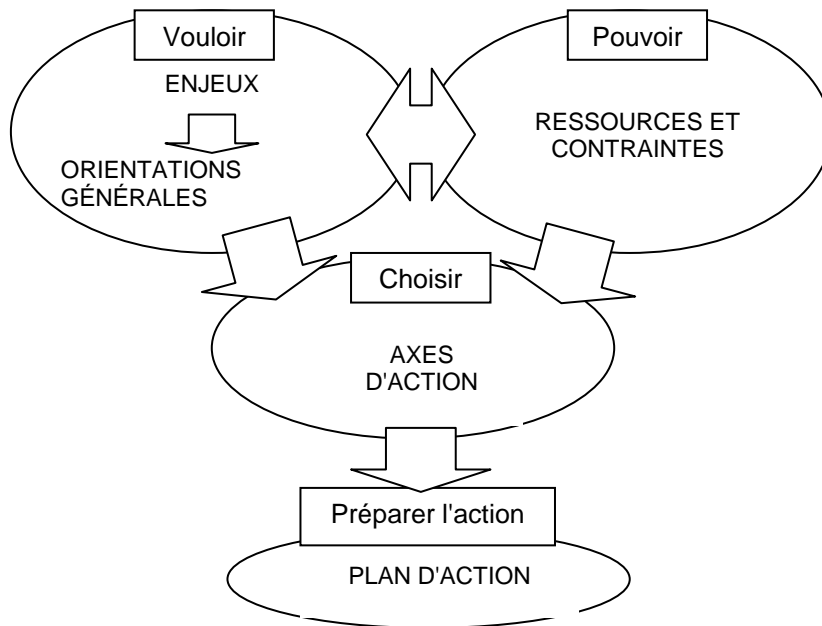 Vouloir
ENJEUX
ORIENTATIONS
GÉNÉRALES
Pouvoir
RESSOURCES ET
CONTRAINTES
Choisir
AXES
D'ACTION
Préparer l'action
PLAN D'ACTION